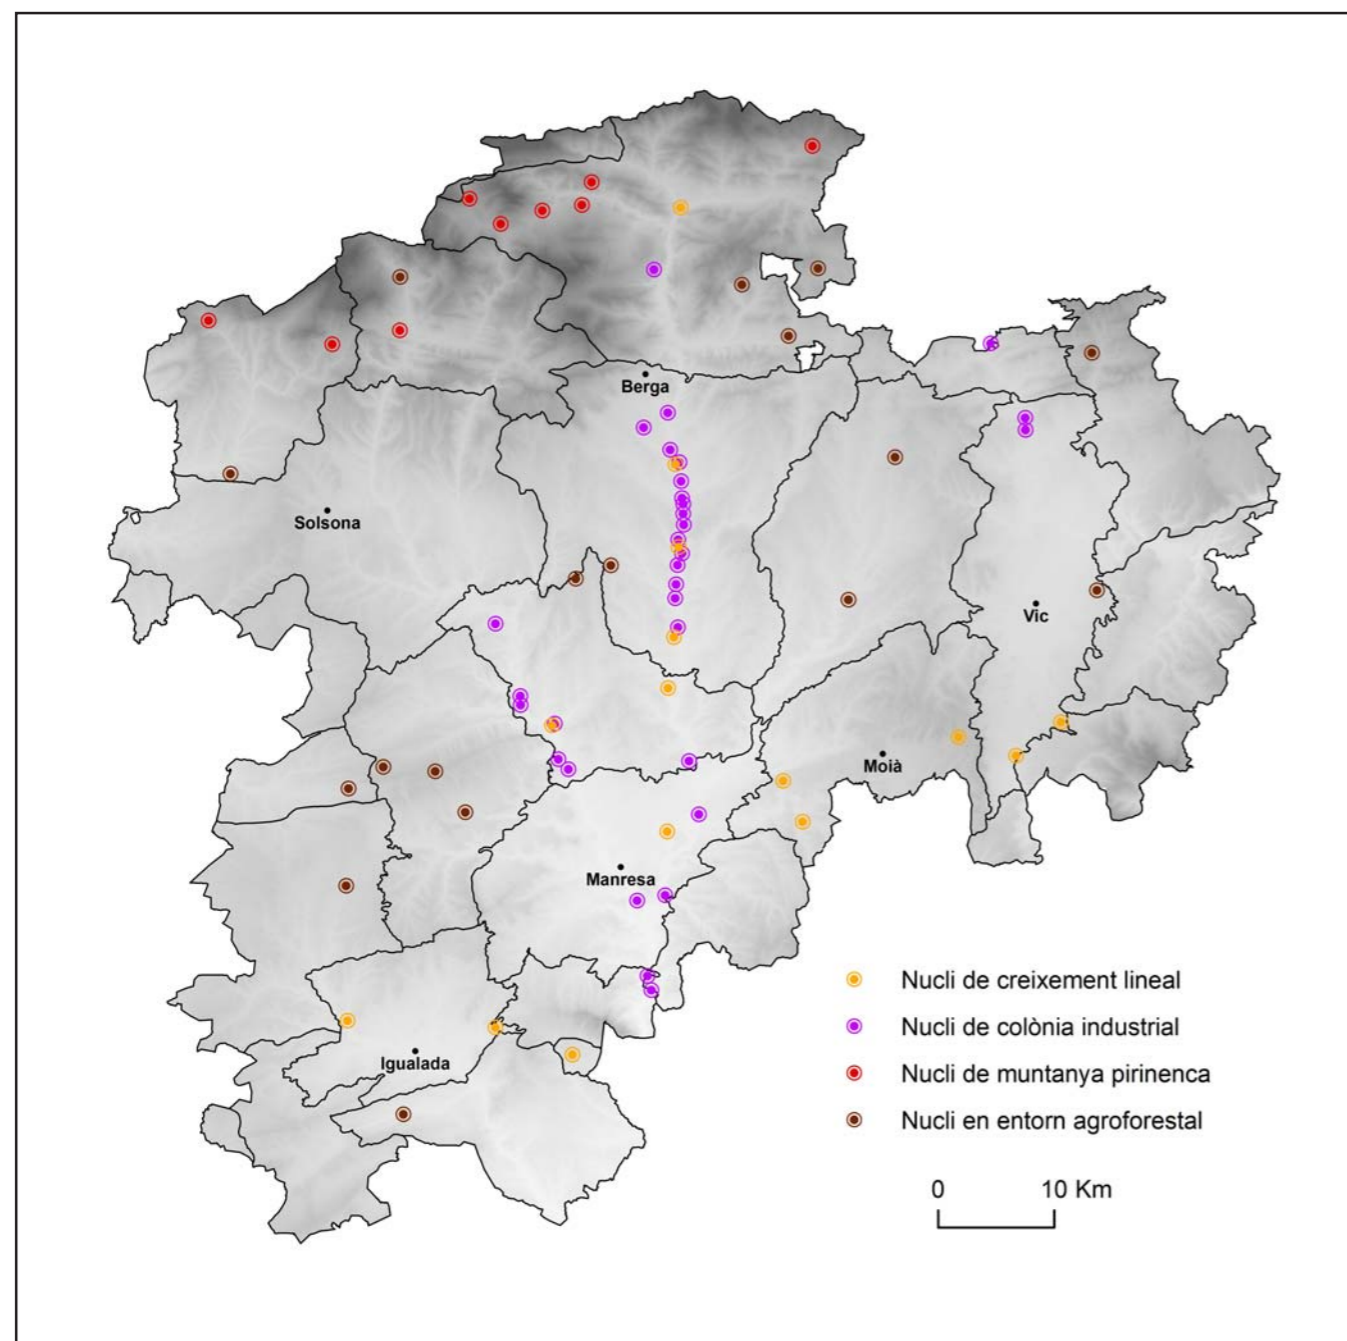 Berga
Solsona
Vic
Moià
Manresa
Igualada
Nucli de creixement lineal
Nucli de colònia industrial
Nucli de muntanya pirinenca
Nucli en entorn agroforestal
0 10 Km